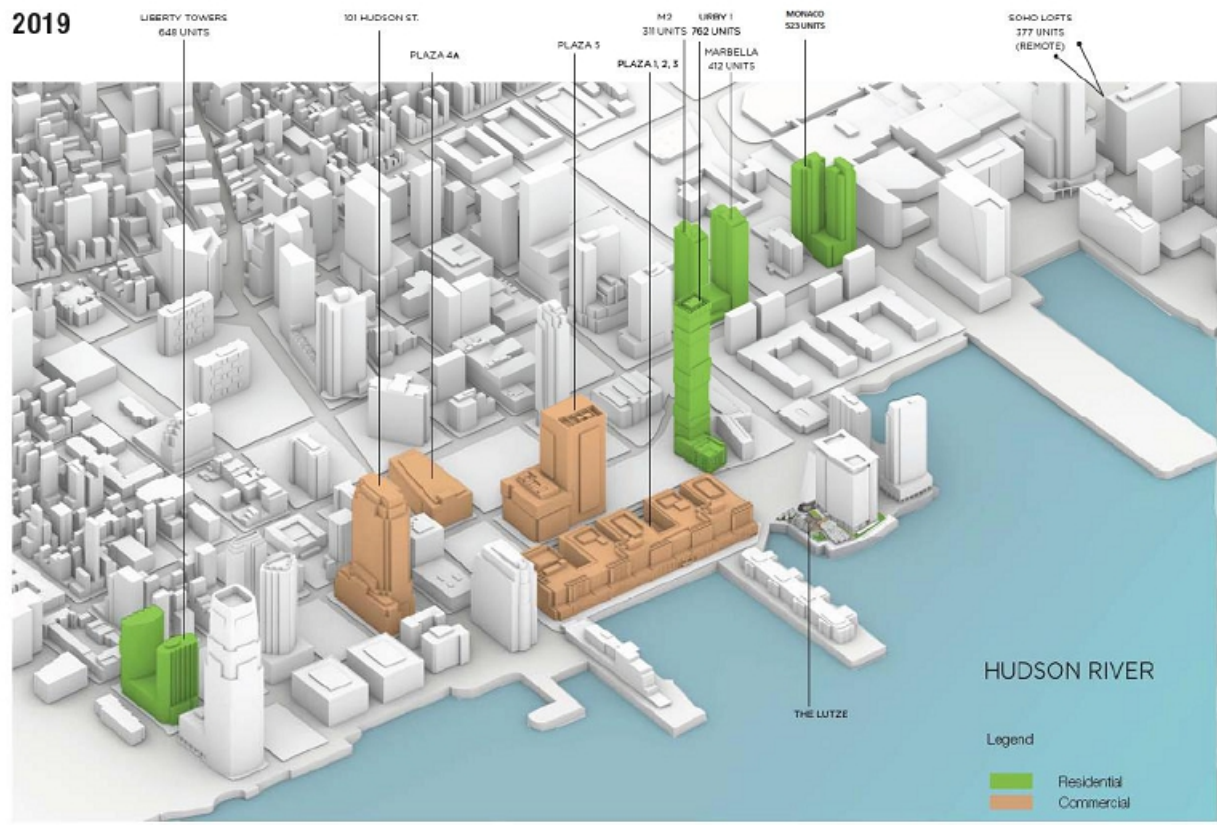 2019
LIBERTY TOWERS
648 UNITS
101 HUDSON ST.
PLAZA 4A
PLAZA 5
PLAZA 1, 2, 3
M2
311 UNITS
URBY 1
762 UNITS
MARBELLA
412 UNITS
MONACO
523 UNITS
SOHO LOFTS
377 UNITS
(REMOTE)
HUDSON RIVER
THE LUTZE
Legend
Residential
Commercial